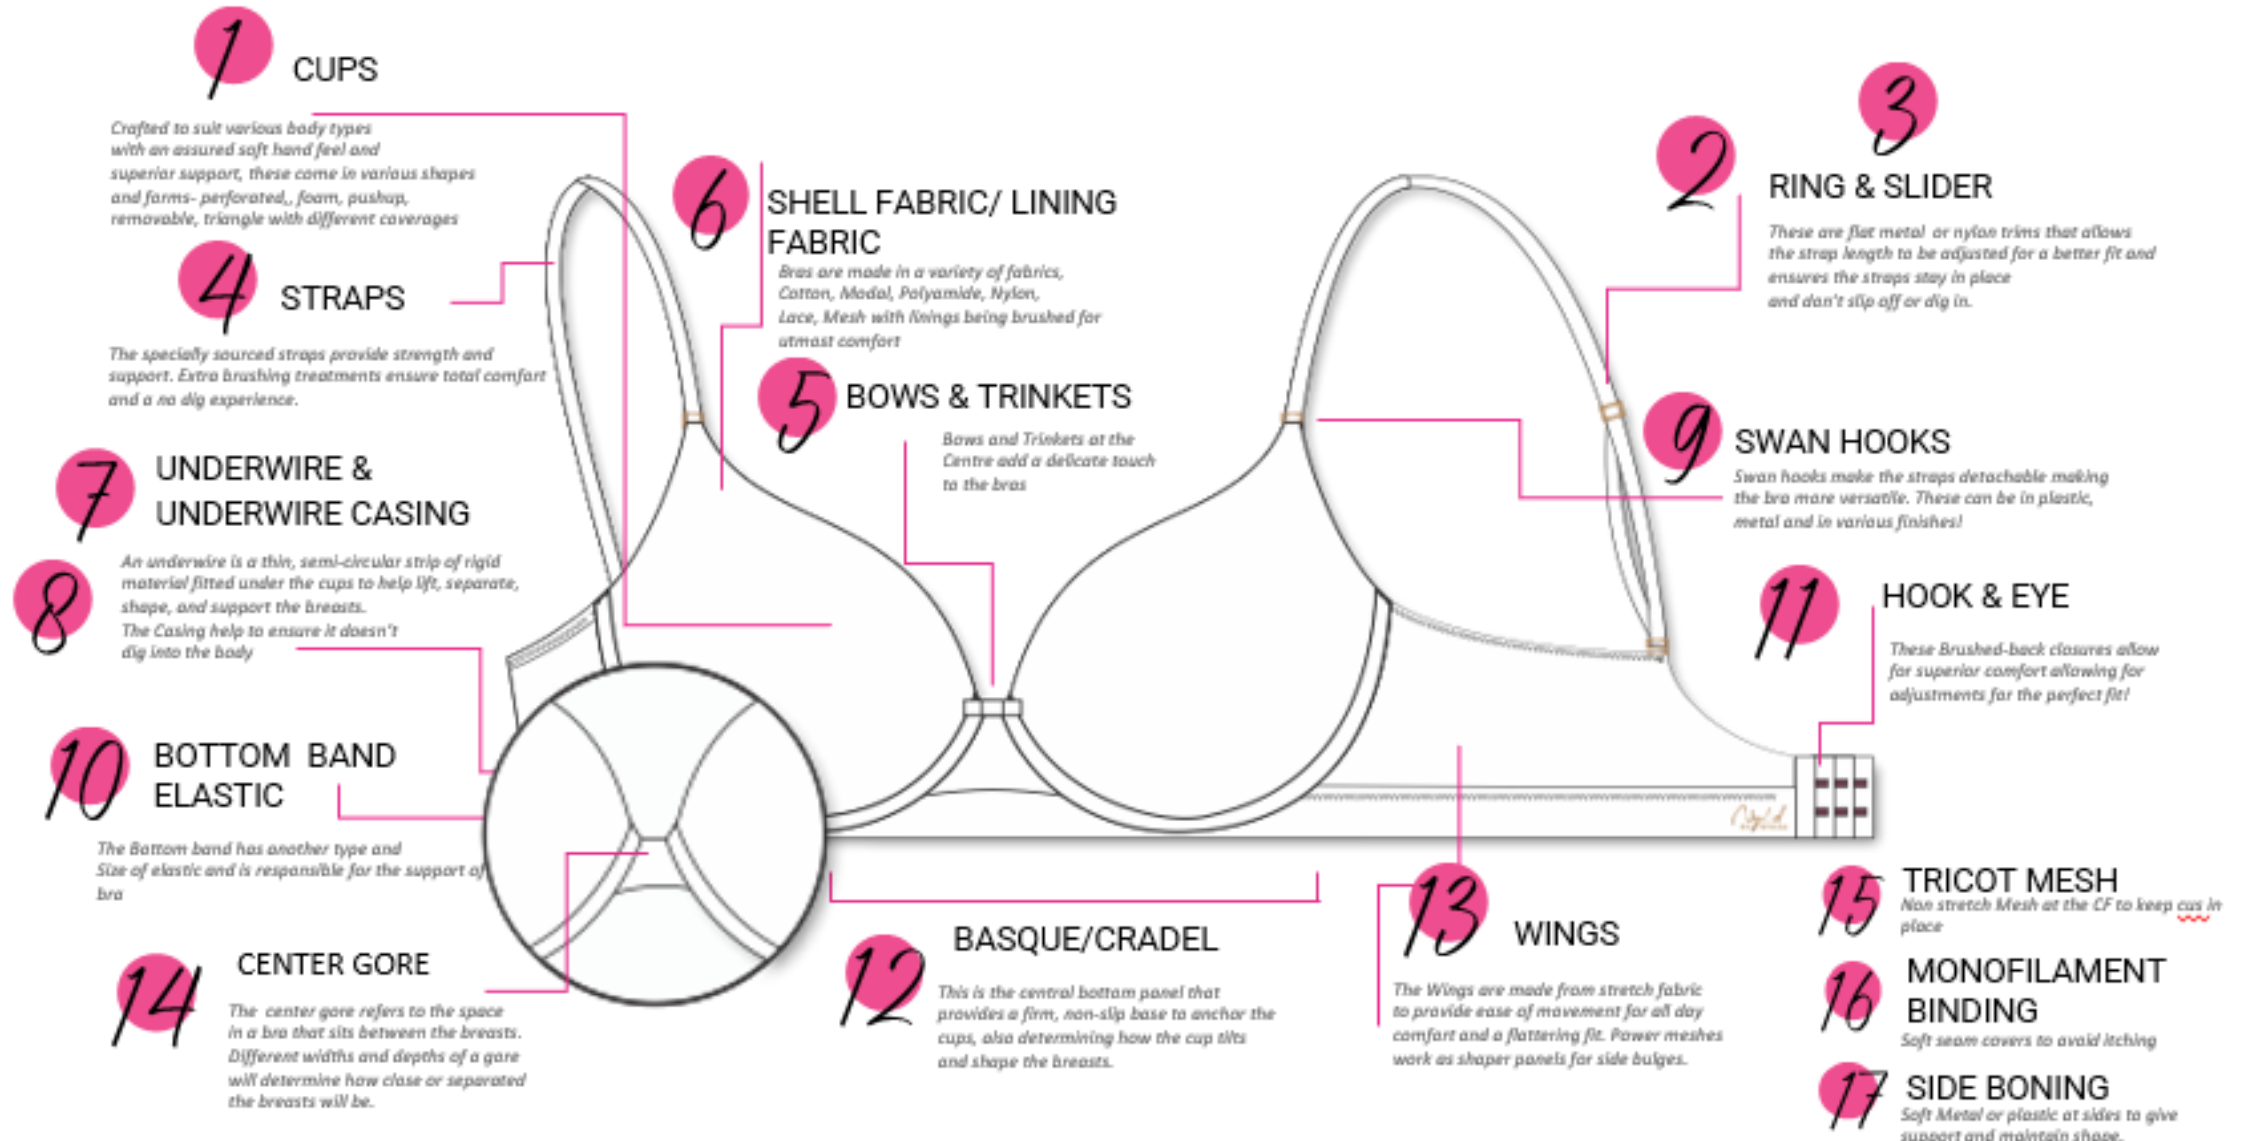 1
CUPS
Crafted to suit various body types
with an assured soft hand feel and
superior support, these come in various shapes
and forms- perforated,, foam, pushup,
removable, triangle with different coverages
4
STRAPS
The specially sourced straps provide strength and
support. Extra brushing treatments ensure total comfort
and a no dig experience.
7
UNDERWIRE &
UNDERWIRE CASING
8
An underwire is a thin, semi-circular strip of rigid
material fitted under the cups to help lift, separate,
shape, and support the breasts.
The Casing help to ensure it doesn't
dig into the body
10
BOTTOM BAND
ELASTIC
The Bottom band has another type and
Size of elastic and is responsible for the support of
bra
14
CENTER GORE
The center gore refers to the space
in a bra that sits between the breasts.
Different widths and depths of a gore
will determine how close or separated
the breasts will be.
6
SHELL FABRIC/ LINING
FABRIC
Bras are made in a variety of fabrics,
Cotton, Modal, Polyamide, Nylon,
Lace, Mesh with linings being brushed for
utmost comfort
5
BOWS & TRINKETS
Bows and Trinkets at the
Centre add a delicate touch
to the bras
12
BASQUE/CRADEL
This is the central bottom panel that
provides a firm, non-slip base to anchor the
cups, also determining how the cup tilts
and shape the breasts.
13
WINGS
The Wings are made from stretch fabric
to provide ease of movement for all day
comfort and a flattering fit. Power meshes
work as shaper panels for side bulges.
2
3
RING & SLIDER
These are flat metal or nylon trims that allows
the strap length to be adjusted for a better fit and
ensures the straps stay in place
and don't slip off or dig in.
9
SWAN HOOKS
Swan hooks make the straps detachable making
the bra more versatile. These can be in plastic,
metal and in various finishes!
11
HOOK & EYE
These Brushed-back closures allow
for superior comfort allowing for
adjustments for the perfect fit!
15
TRICOT MESH
Non stretch Mesh at the CF to keep cus in
place
16
MONOFILAMENT
BINDING
Soft seam covers to avoid itching
17
SIDE BONING
Soft Metal or plastic at sides to give
support and maintain shape.